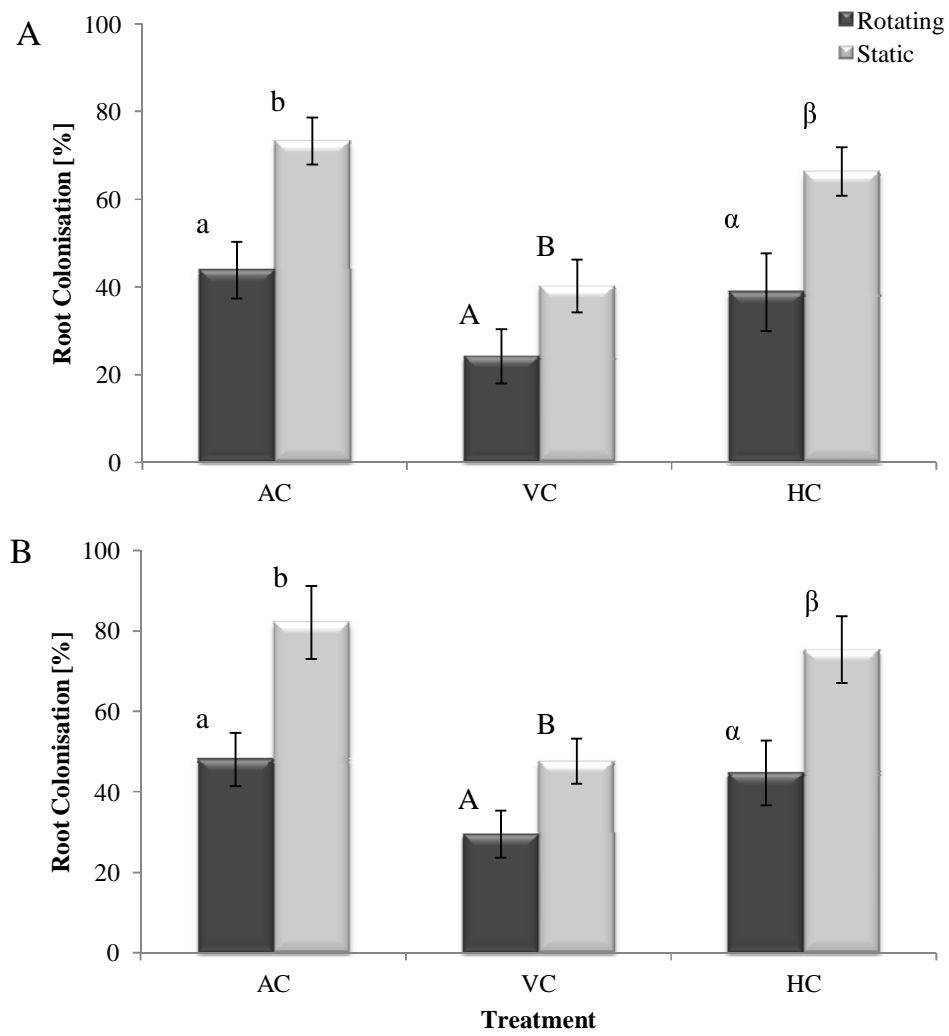 A
Rotating
Static
Root Colonisation [%]
100
80
60
40
20
0
a
b
A
B
α
β
AC
VC
HC
B
Root Colonisation [%]
100
80
60
40
20
0
a
b
A
B
α
β
AC
VC
HC
Treatment